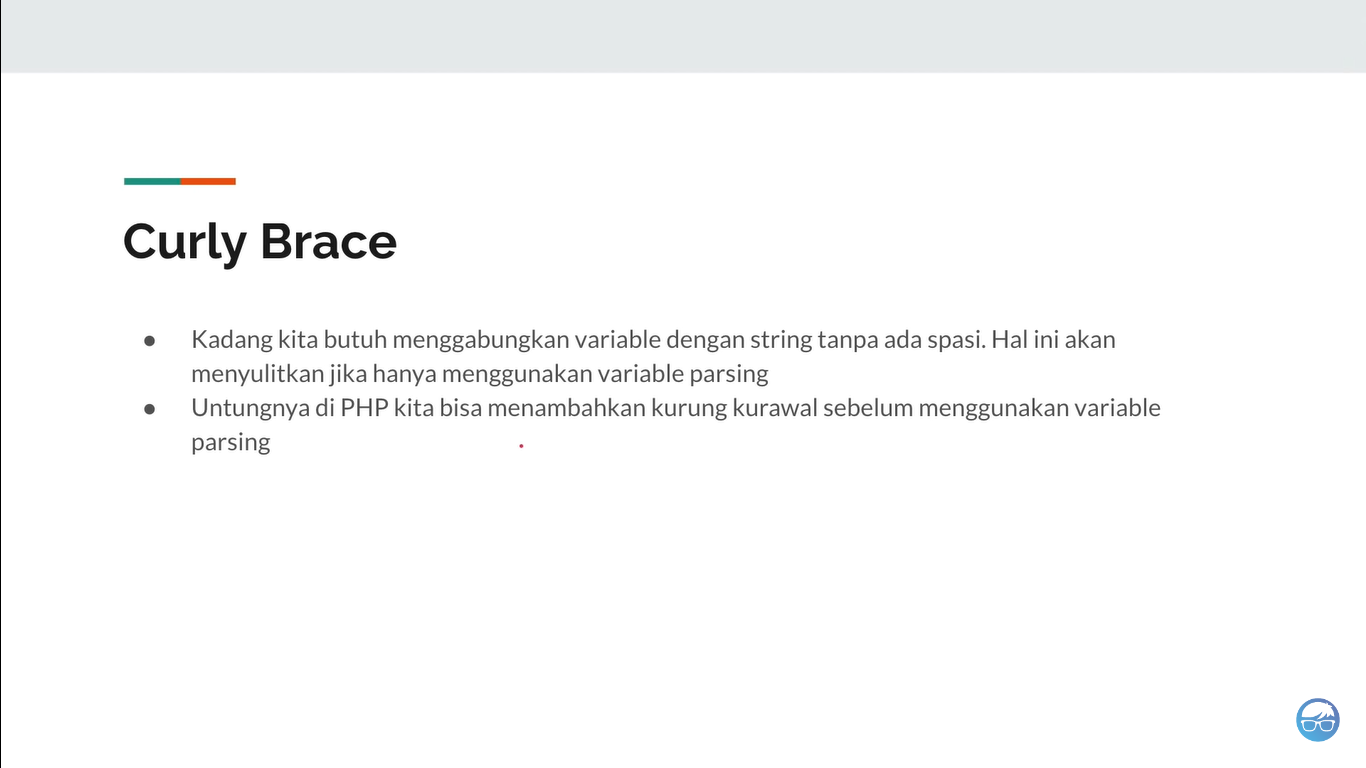 Curly Brace
● Kadang kita butuh menggabungkan variable dengan string tanpa ada spasi. Hal ini akan
menyulitkan jika hanya menggunakan variable parsing
● Untungnya di PHP kita bisa menambahkan kurung kurawal sebelum menggunakan variable
parsing